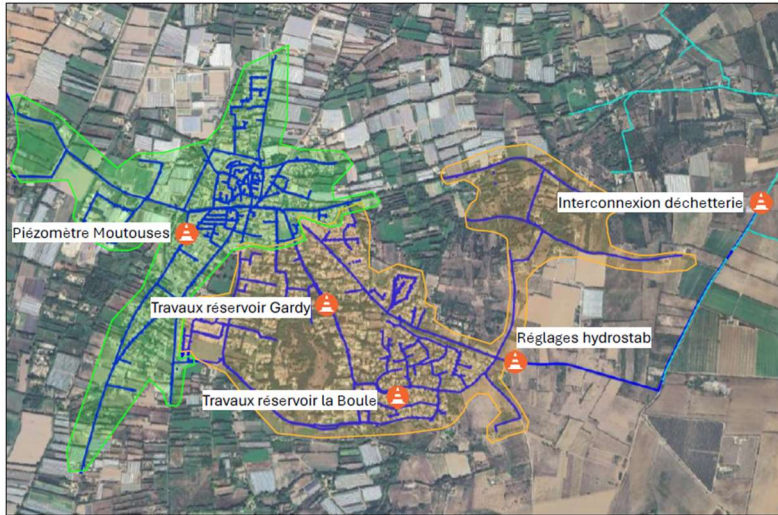 Interconnexion déchetterie
Piézomètre Moutouses
Travaux réservoir Gardy
Réglages hydrostab
Travaux réservoir la Boule